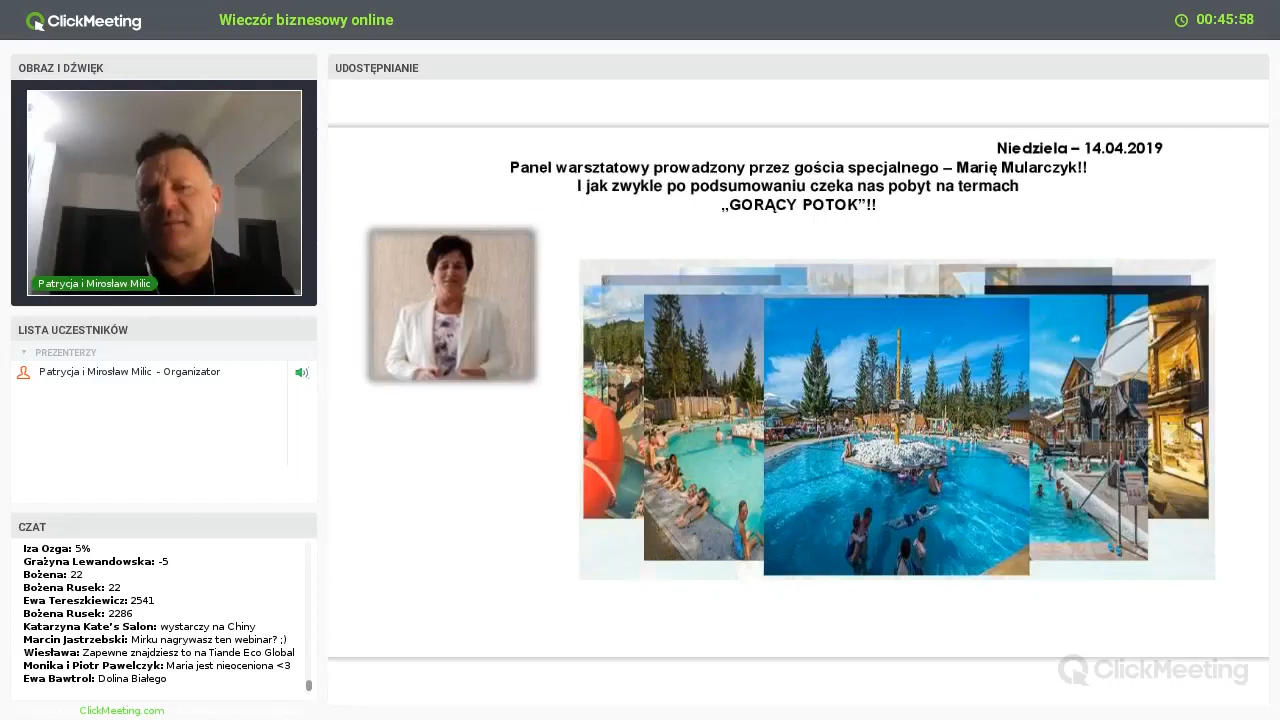 ClickMeeting
Wieczór biznesowy online
00:45:58
OBRAZ I DŹWIĘK
Patrycja i Mirosław Milic
LISTA UCZESTNIKÓW
PREZENTERZY
Patrycja i Mirosław Milic - Organizator
CZAT
Iza Ozga: 5%
Grażyna Lewandowska: -5
Bożena: 22
Bożena Rusek: 22
Ewa Tereszkiewicz: 2541
Bożena Rusek: 2286
Katarzyna Kate's Salon: wystarczy na Chiny
Marcin Jastrzebski: Mirku nagrywasz ten webinar? ;)
Wiesława: Zapewne znajdziesz to na Tiande Eco Global
Monika i Piotr Pawelczyk: Maria jest nieoceniona <3
Ewa Bawtrol: Dolina Białego
ClickMeeting.com
UDOSTĘPNIANIE
Niedziela – 14.04.2019
Panel warsztatowy prowadzony przez gościa specjalnego – Marię Mularczyk!!
I jak zwykle po podsumowaniu czeka nas pobyt na termach
„GORĄCY POTOK”!!
ClickMeeting